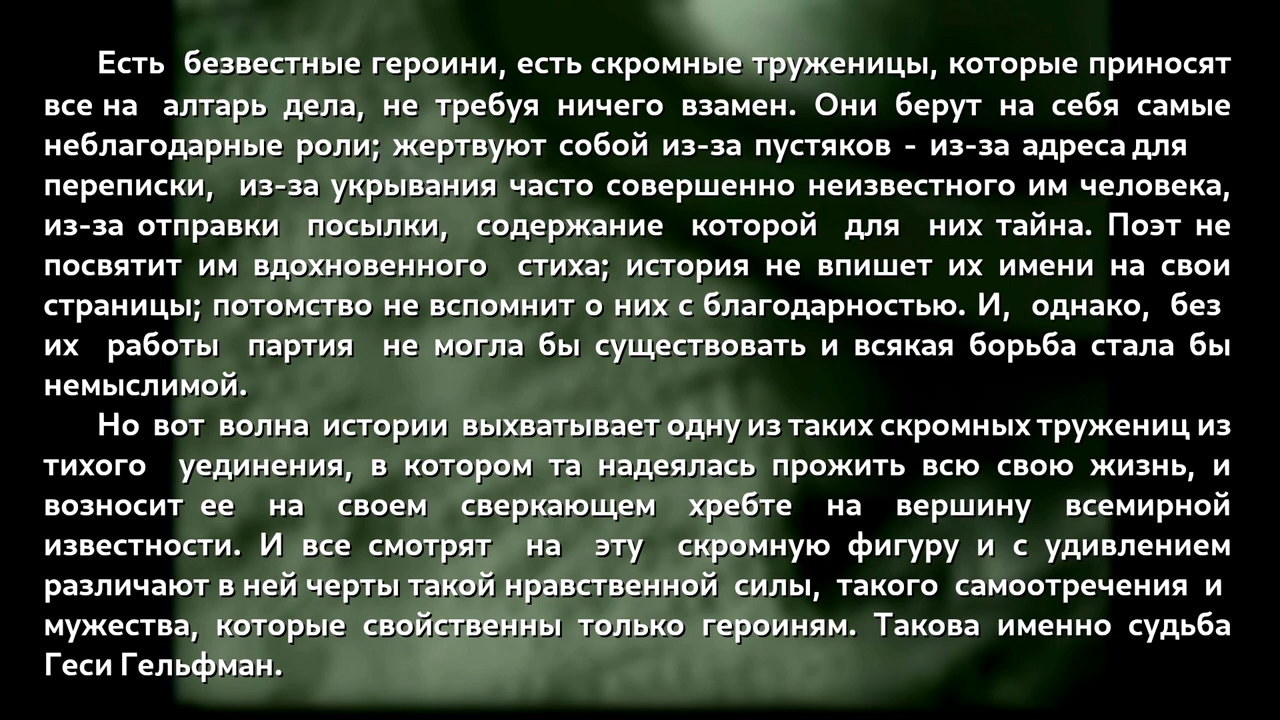 Есть безвестные героини, есть скромные труженицы, которые приносят
все на алтарь дела, не требуя ничего взамен. Они берут на себя самые
неблагодарные роли; жертвуют собой из-за пустяков - из-за адреса для
переписки, из-за укрывания часто совершенно неизвестного им человека,
из-за отправки посылки, содержание которой для них тайна. Поэт не
посвятит им вдохновенного стиха; история не впишет их имени на свои
страницы; потомство не вспомнит о них с благодарностью. И, однако, без
их работы партия не могла бы существовать и всякая борьба стала бы
немыслимой.
Но вот волна истории выхватывает одну из таких скромных тружениц из
тихого уединения, в котором та надеялась прожить всю свою жизнь, и
возносит ее на своем сверкающем хребте на вершину всемирной
известности. И все смотрят на эту скромную фигуру и с удивлением
различают в ней черты такой нравственной силы, такого самоотречения и
мужества, которые свойственны только героиням. Такова именно судьба
Геси Гельфман.